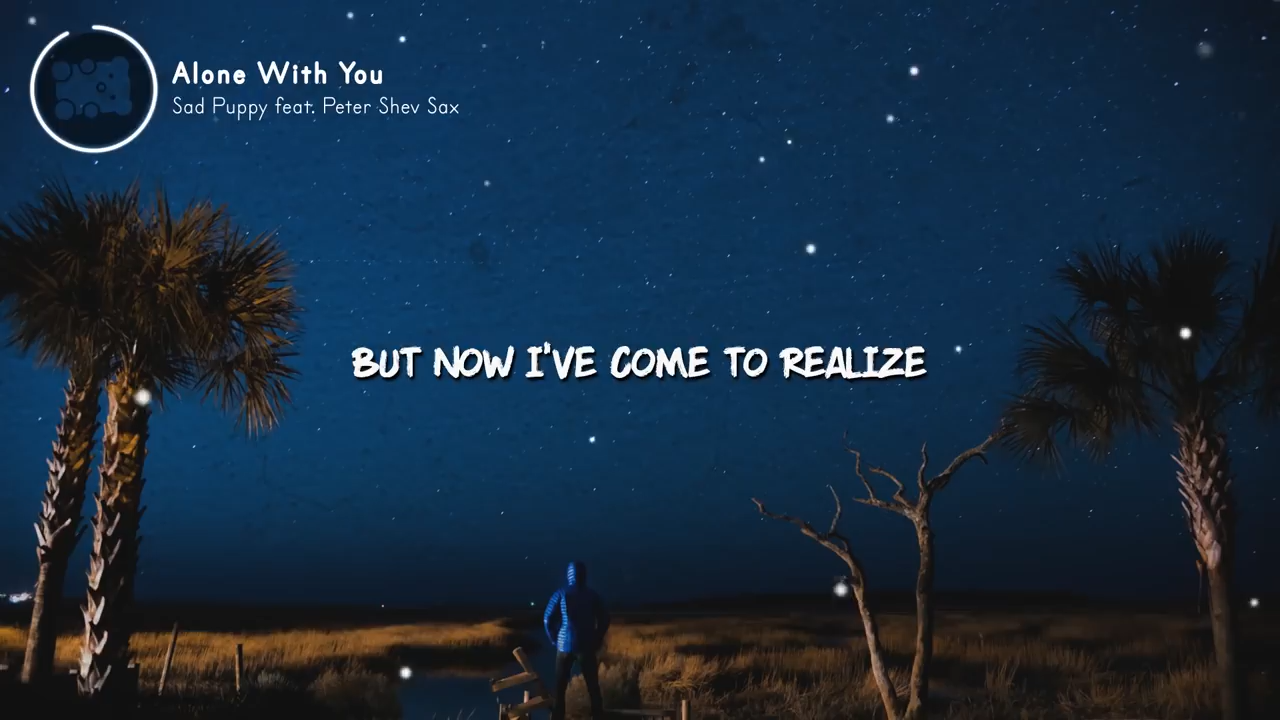 Alone With You
Sad Puppy feat. Peter Shev Sax
BUT NOW I'VE COME TO REALIZE